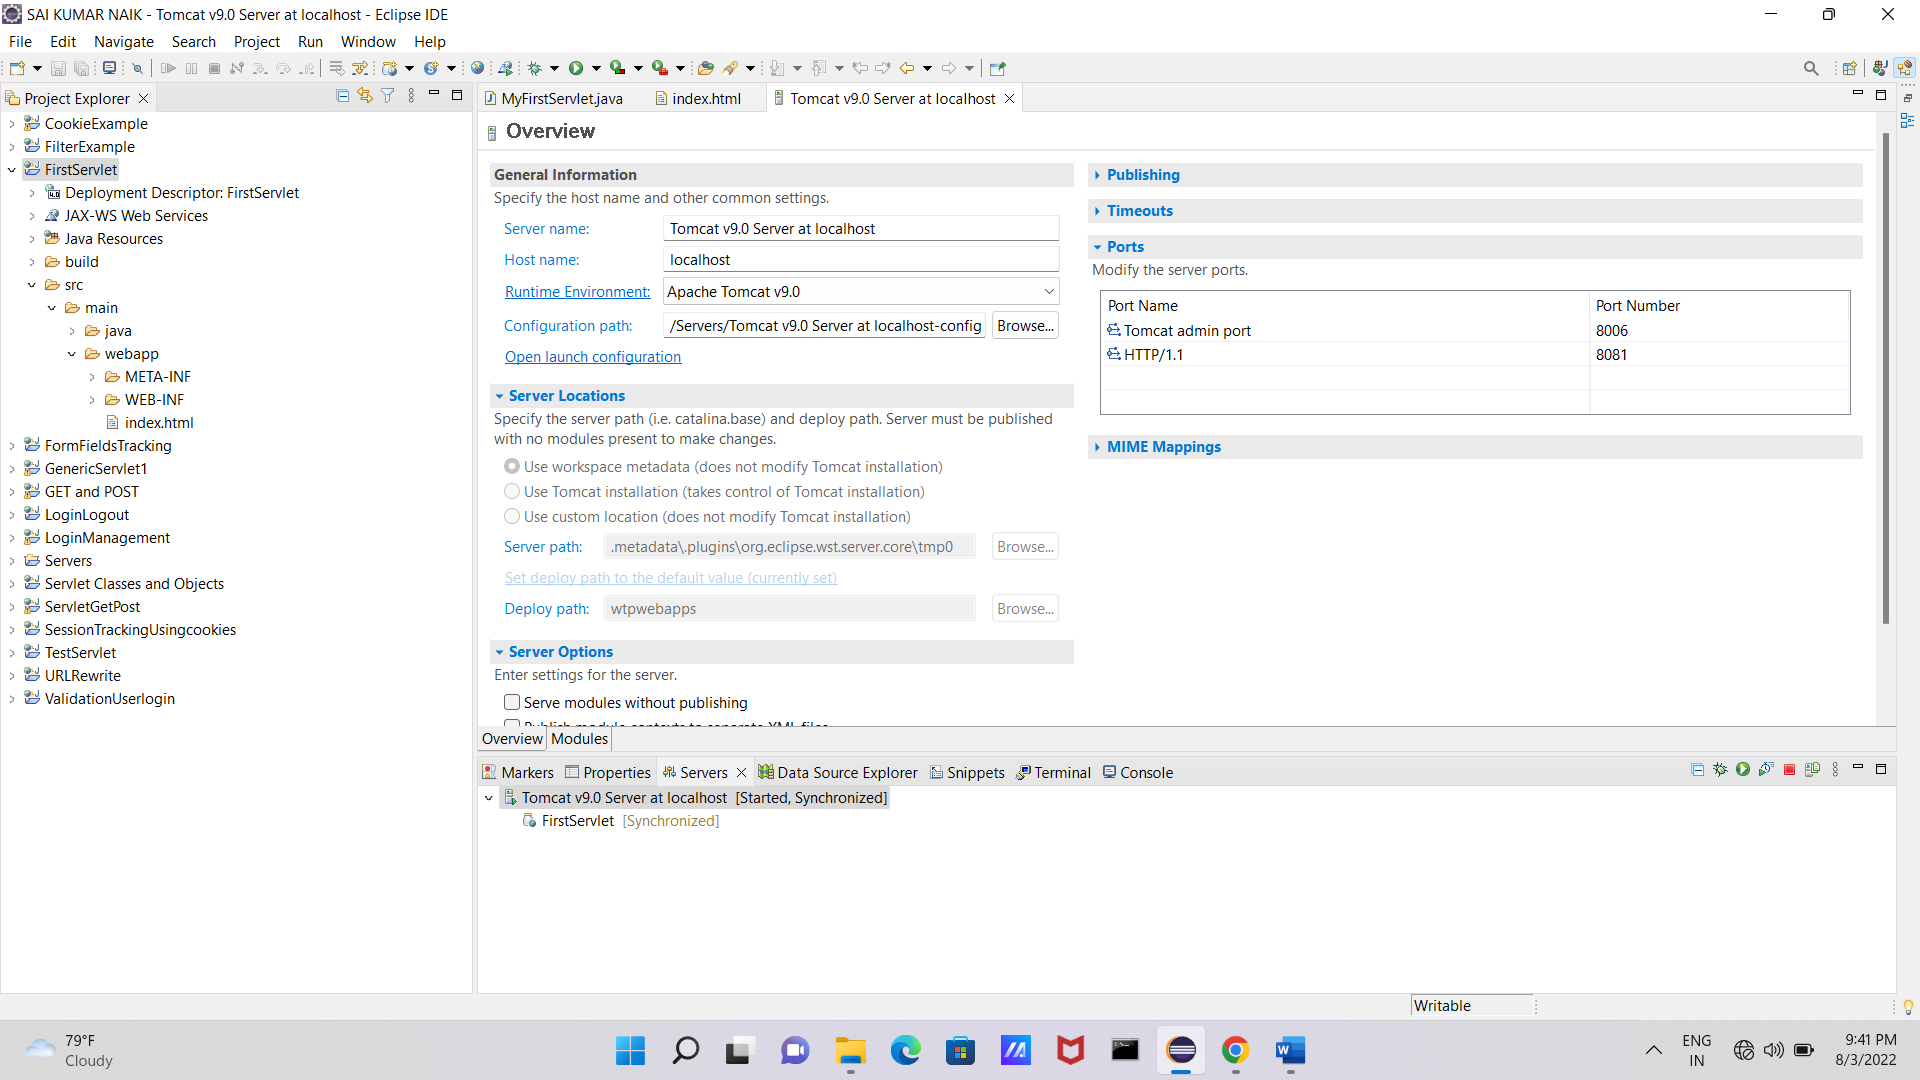 SAI KUMAR NAIK - Tomcat v9.0 Server at localhost - Eclipse IDE
File Edit Navigate Search Project Run Window Help
Project Explorer
CookieExample
FilterExample
FirstServlet
Deployment Descriptor: FirstServlet
JAX-WS Web Services
Java Resources
build
src
main
java
webapp
META-INF
WEB-INF
index.html
FormFieldsTracking
GenericServlet1
GET and POST
LoginLogout
LoginManagement
Servers
Servlet Classes and Objects
ServletGetPost
SessionTrackingUsingcookies
TestServlet
URLRewrite
ValidationUserlogin
MyFirstServlet.java index.html Tomcat v9.0 Server at localhost
Overview
General Information
Specify the host name and other common settings.
Server name: Tomcat v9.0 Server at localhost
Host name: localhost
Runtime Environment: Apache Tomcat v9.0
Configuration path: /Servers/Tomcat v9.0 Server at localhost-config Browse...
Open launch configuration
Server Locations
Specify the server path (i.e. catalina.base) and deploy path. Server must be published
with no modules present to make changes.
Use workspace metadata (does not modify Tomcat installation)
Use Tomcat installation (takes control of Tomcat installation)
Use custom location (does not modify Tomcat installation)
Server path: .metadata\.plugins\org.eclipse.wst.server.core\tmp0 Browse...
Set deploy path to the default value (currently set)
Deploy path: wtpwebapps Browse...
Server Options
Enter settings for the server.
Serve modules without publishing
Publish module contexts to separate XML files
Publishing
Timeouts
Ports
Modify the server ports.
Port Name Port Number
Tomcat admin port 8006
HTTP/1.1 8081
MIME Mappings
Overview Modules
Markers Properties Servers Data Source Explorer Snippets Terminal Console
Tomcat v9.0 Server at localhost [Started, Synchronized]
FirstServlet [Synchronized]
Writable
79°F
Cloudy
W
ENG
IN
9:41 PM
8/3/2022